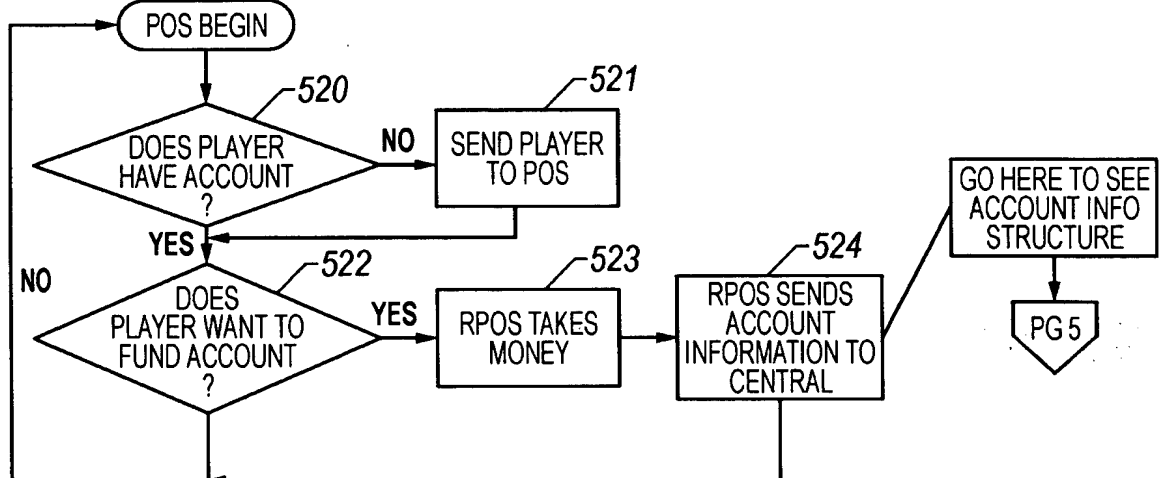 POS BEGIN
520
DOES PLAYER
HAVE ACCOUNT
?
NO
521
SEND PLAYER
TO POS
YES
522
DOES
PLAYER WANT TO
FUND ACCOUNT
?
NO
YES
523
RPOS TAKES
MONEY
524
RPOS SENDS
ACCOUNT
INFORMATION TO
CENTRAL
GO HERE TO SEE
ACCOUNT INFO
STRUCTURE
PG 5